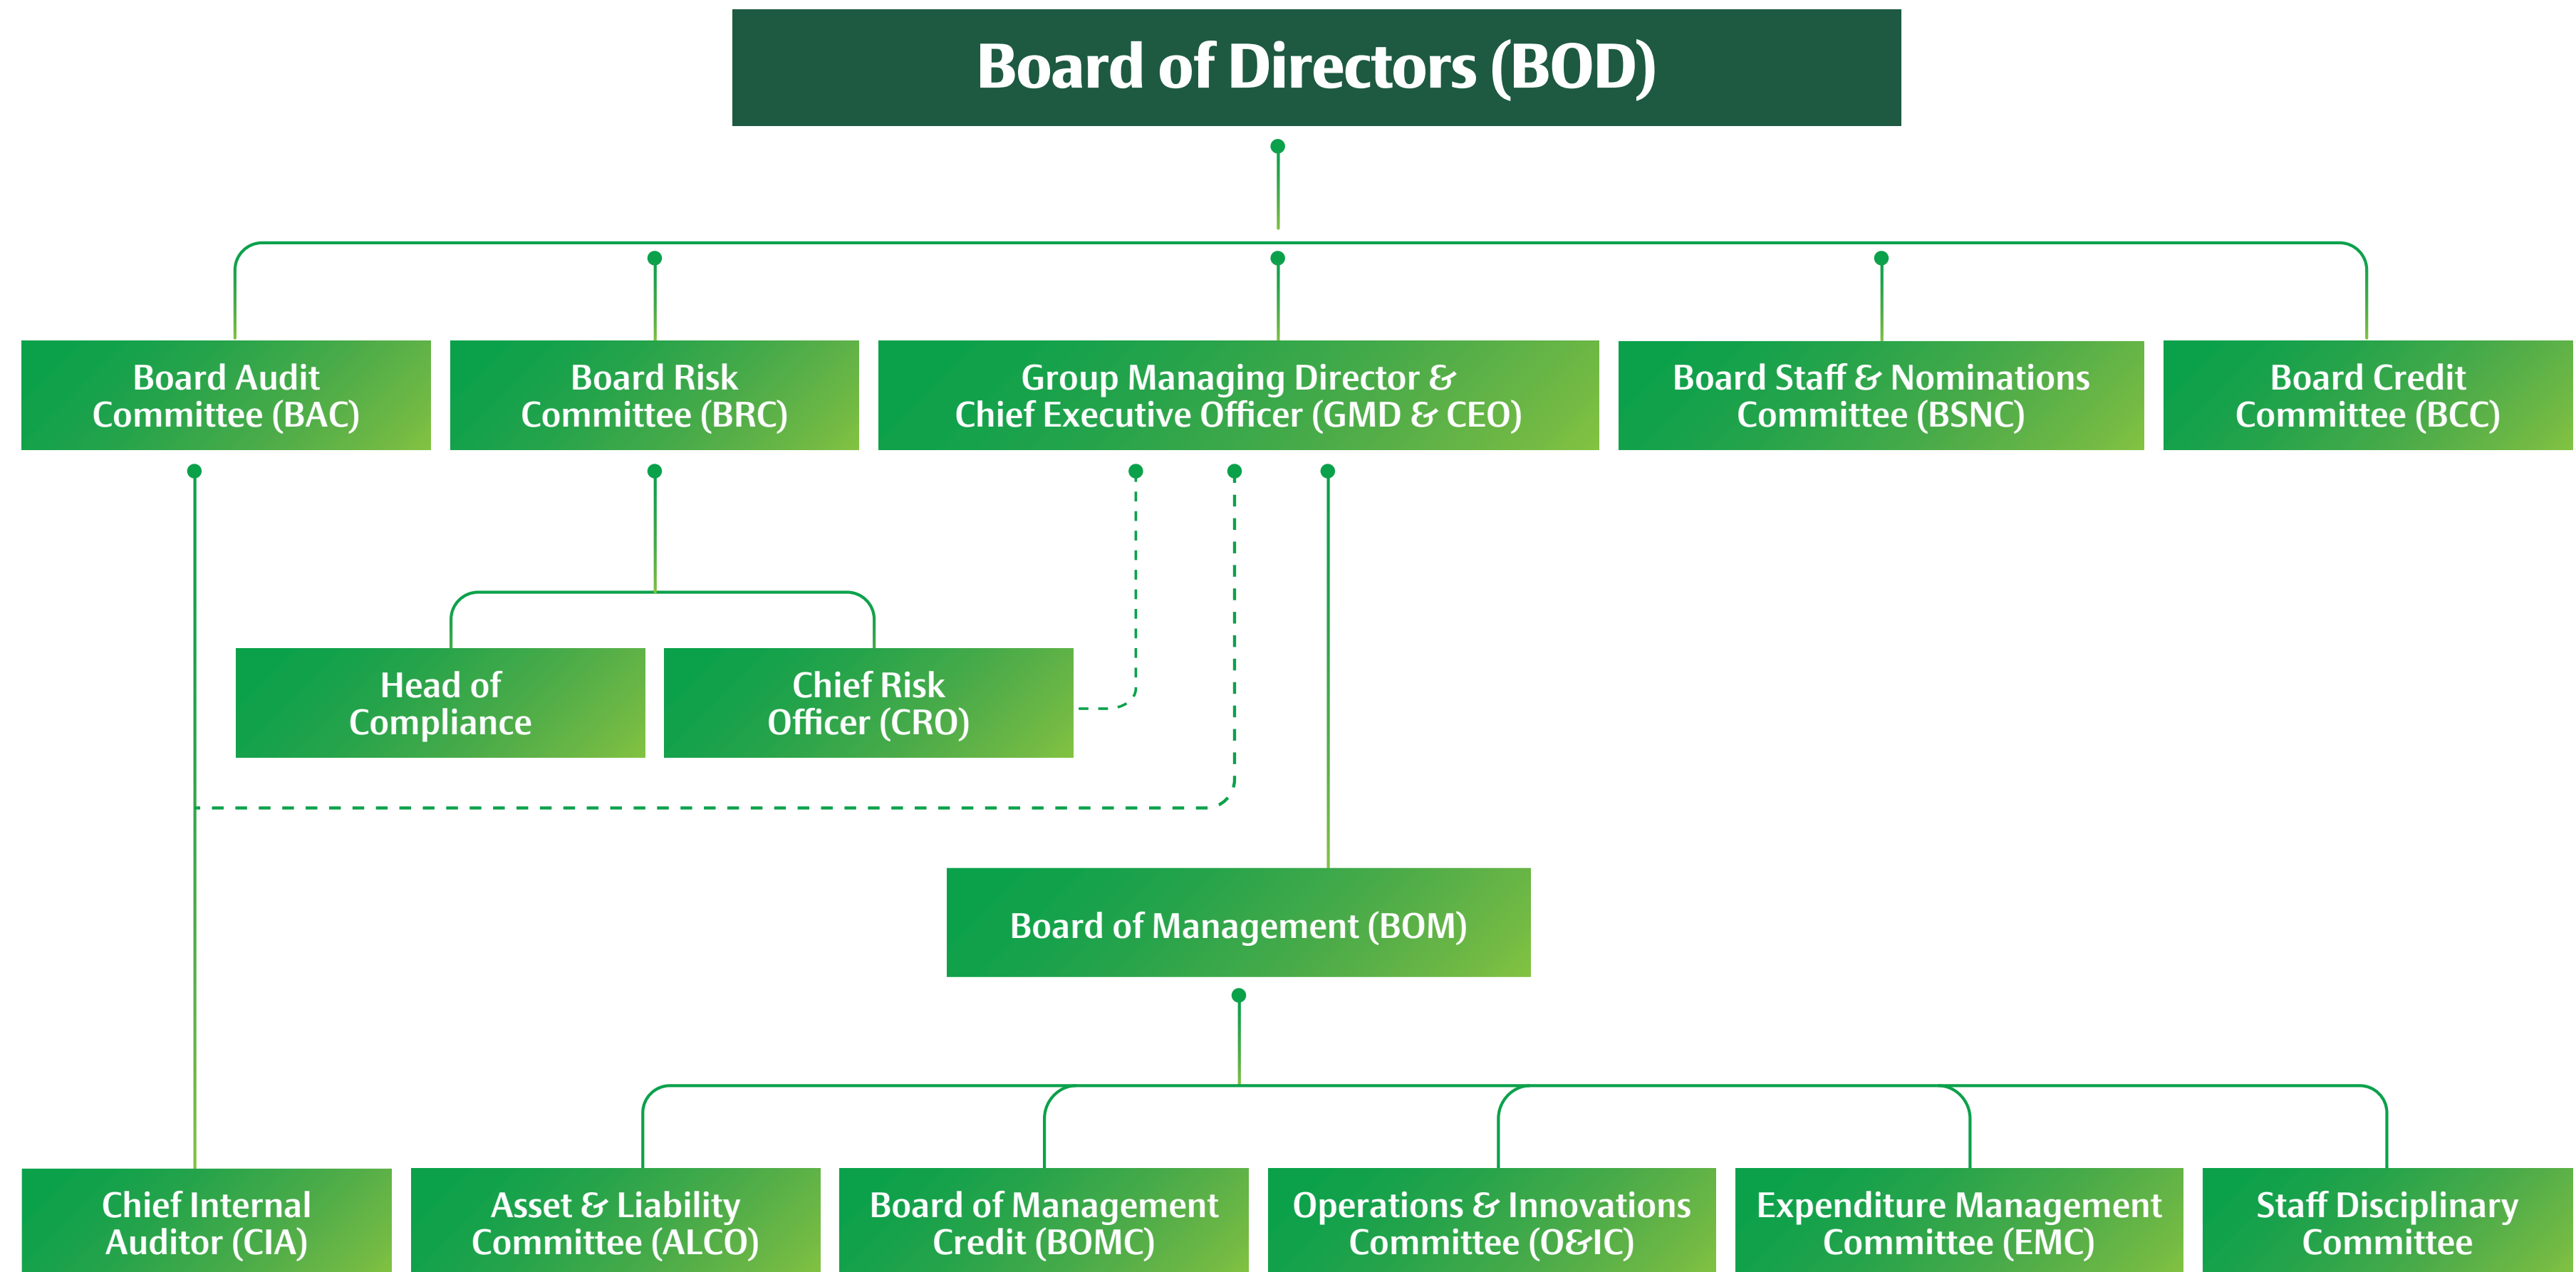 Board of Directors (BOD)
Board Audit
Committee (BAC)
Board Risk
Committee (BRC)
Group Managing Director &
Chief Executive Officer (GMD & CEO)
Board Staff & Nominations
Committee (BSNC)
Board Credit
Committee (BCC)
Head of
Compliance
Chief Risk
Officer (CRO)
Board of Management (BOM)
Chief Internal
Auditor (CIA)
Asset & Liability
Committee (ALCO)
Board of Management
Credit (BOMC)
Operations & Innovations
Committee (O&IC)
Expenditure Management
Committee (EMC)
Staff Disciplinary
Committee